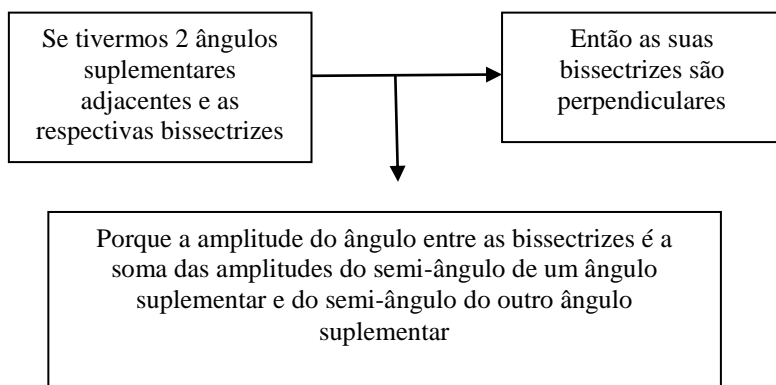 Se tivermos 2 ângulos
suplementares
adjacentes e as
respectivas bissectrizes
Então as suas
bissectrizes são
perpendiculares
Porque a amplitude do ângulo entre as bissectrizes é a
soma das amplitudes do semi-ângulo de um ângulo
suplementar e do semi-ângulo do outro ângulo
suplementar